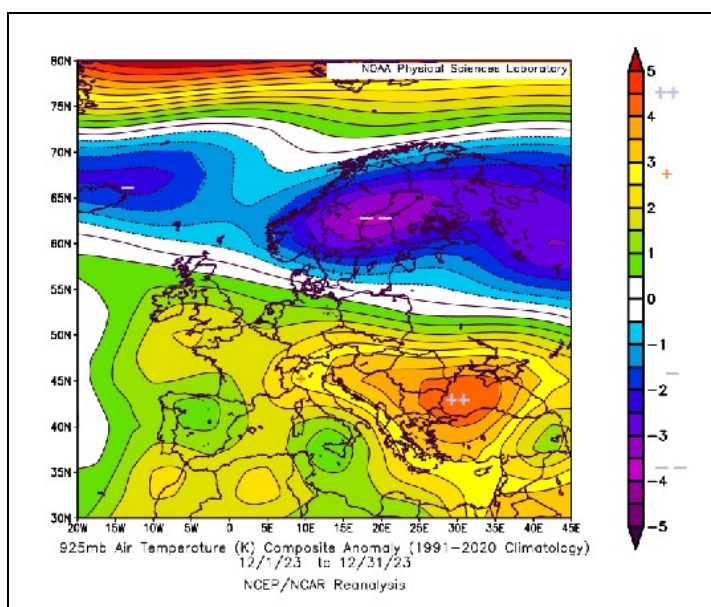 NOAA Physical Sciences Laboratory
80N
75N
70N
65N
60N
55N
50N
45N
40N
35N
30N
20W 15W 10W 5W 0 5E 10E 15E 20E 25E 30E 35E 40E 45E
5
4
3
2
1
0
-1
-2
-3
-4
-5
++
+
—
— —
—
— —
+
++
925mb Air Temperature (K) Composite Anomaly (1991-2020 Climatology)
12/1/23 to 12/31/23
NCEP/NCAR Reanalysis